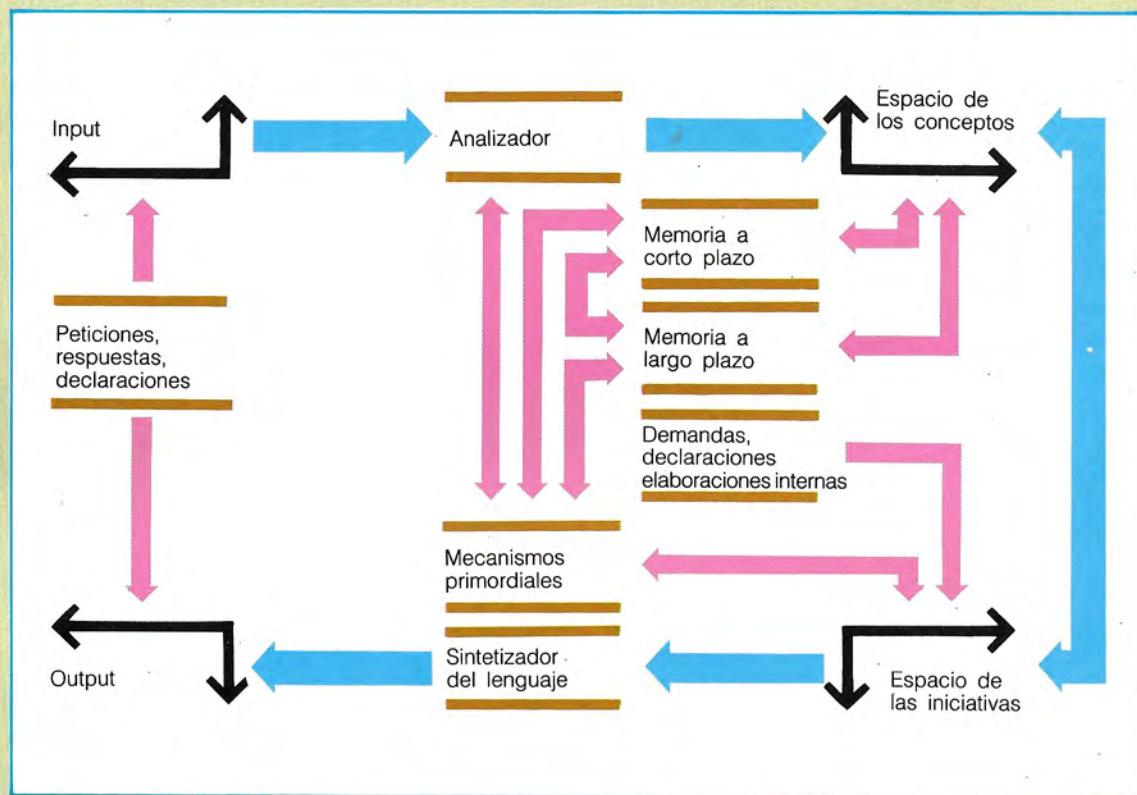 Input
Analizador
Espacio de
los conceptos
Memoria a
corto plazo
Peticiones,
respuestas,
declaraciones
Memoria a
largo plazo
Demandas,
declaraciones
elaboraciones internas
Mecanismos
primordiales
Output
Sintetizador
del lenguaje
Espacio de
las iniciativas